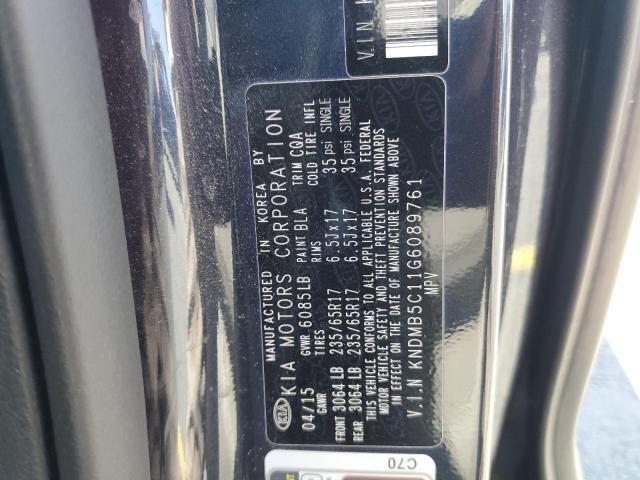 MANUFACTURED IN KOREA BY
KIA KIA MOTORS CORPORATION
04/15 GVWR 6085LB PAINT BLA TRIM CQA
GAWR TIRES RIMS COLD TIRE INFL
FRONT 3064 LB 235/65R17 6.5Jx17 35 psi SINGLE
REAR 3064 LB 235/65R17 6.5Jx17 35 psi SINGLE
THIS VEHICLE CONFORMS TO ALL APPLICABLE U.S.A. FEDERAL
MOTOR VEHICLE SAFETY AND THEFT PREVENTION STANDARDS
IN EFFECT ON THE DATE OF MANUFACTURE SHOWN ABOVE
V.I.N KNDMB5C11G6089761
MPV
V.I.N
C70